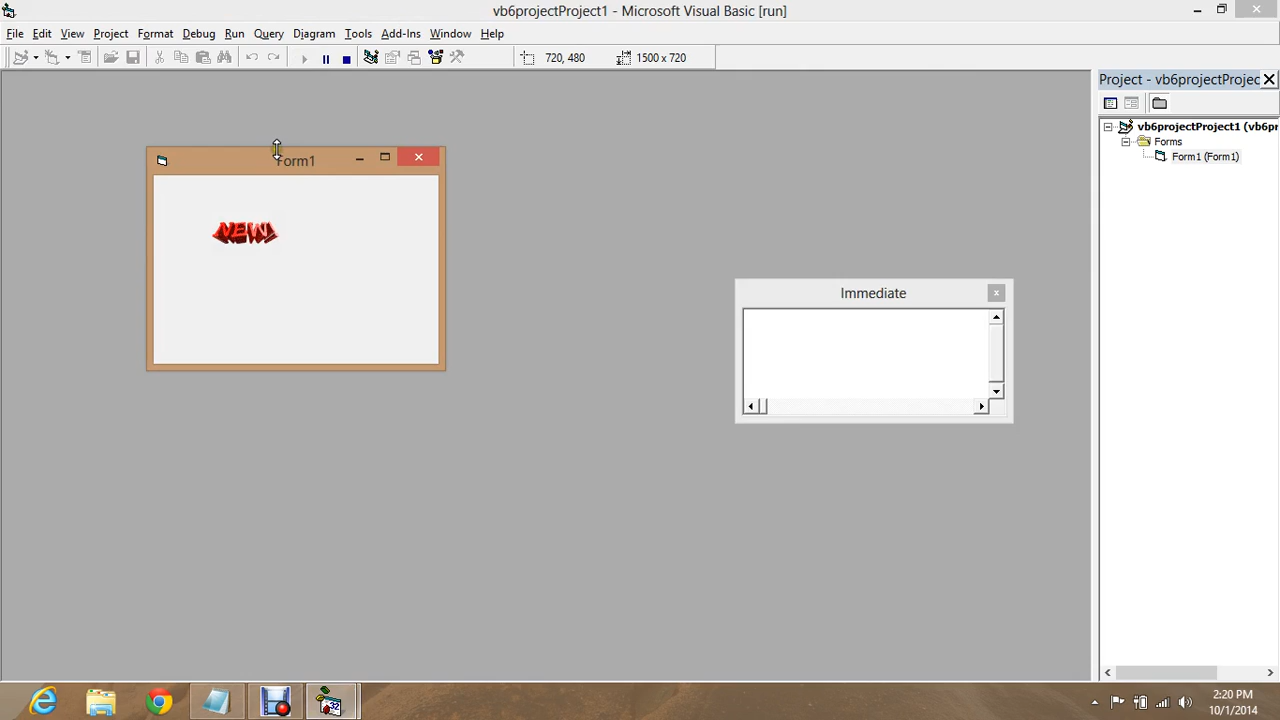 vb6projectProject1 - Microsoft Visual Basic [run]
File Edit View Project Format Debug Run Query Diagram Tools Add-Ins Window Help
720, 480 1500 x 720
Project - vb6projectProjec
vb6projectProject1 (vb6p
Forms
Form1 (Form1)
Form1
NEW!
Immediate
32
2:20 PM
10/1/2014